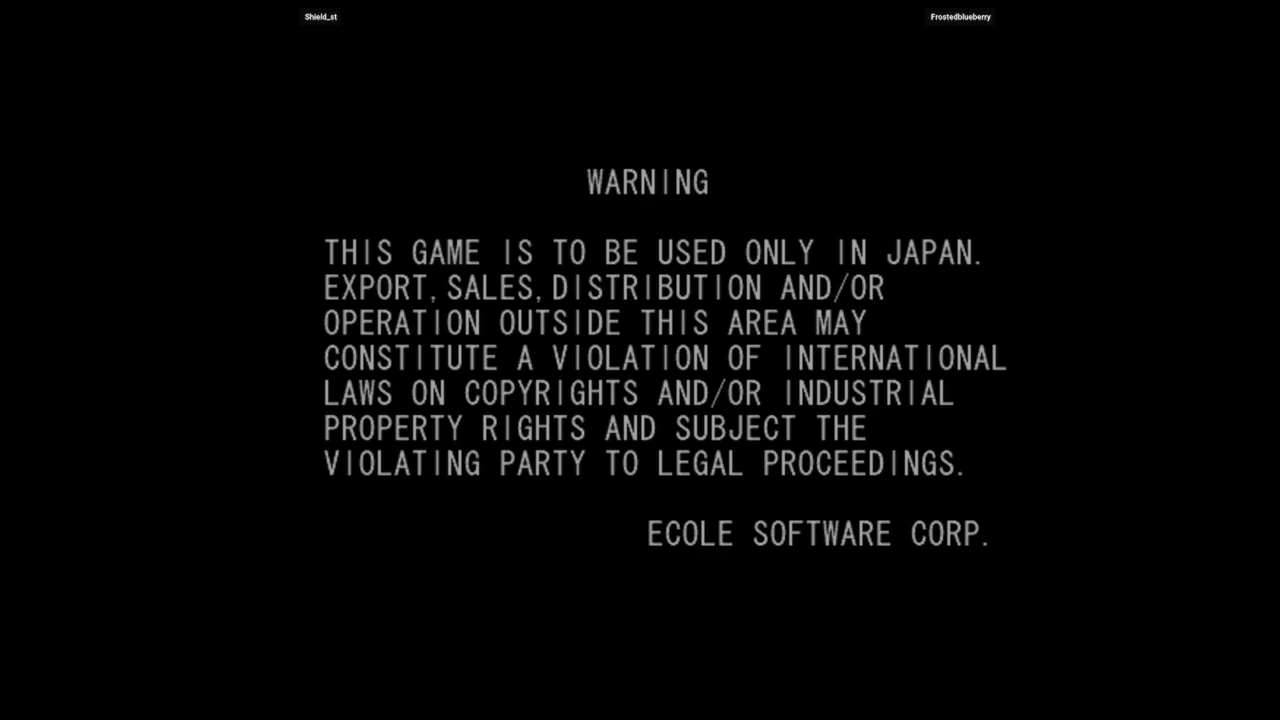 Shield_st
Frostedblueberry
WARNING
THIS GAME IS TO BE USED ONLY IN JAPAN.
EXPORT, SALES, DISTRIBUTION AND/OR
OPERATION OUTSIDE THIS AREA MAY
CONSTITUTE A VIOLATION OF INTERNATIONAL
LAWS ON COPYRIGHTS AND/OR INDUSTRIAL
PROPERTY RIGHTS AND SUBJECT THE
VIOLATING PARTY TO LEGAL PROCEEDINGS.
ECOLE SOFTWARE CORP.